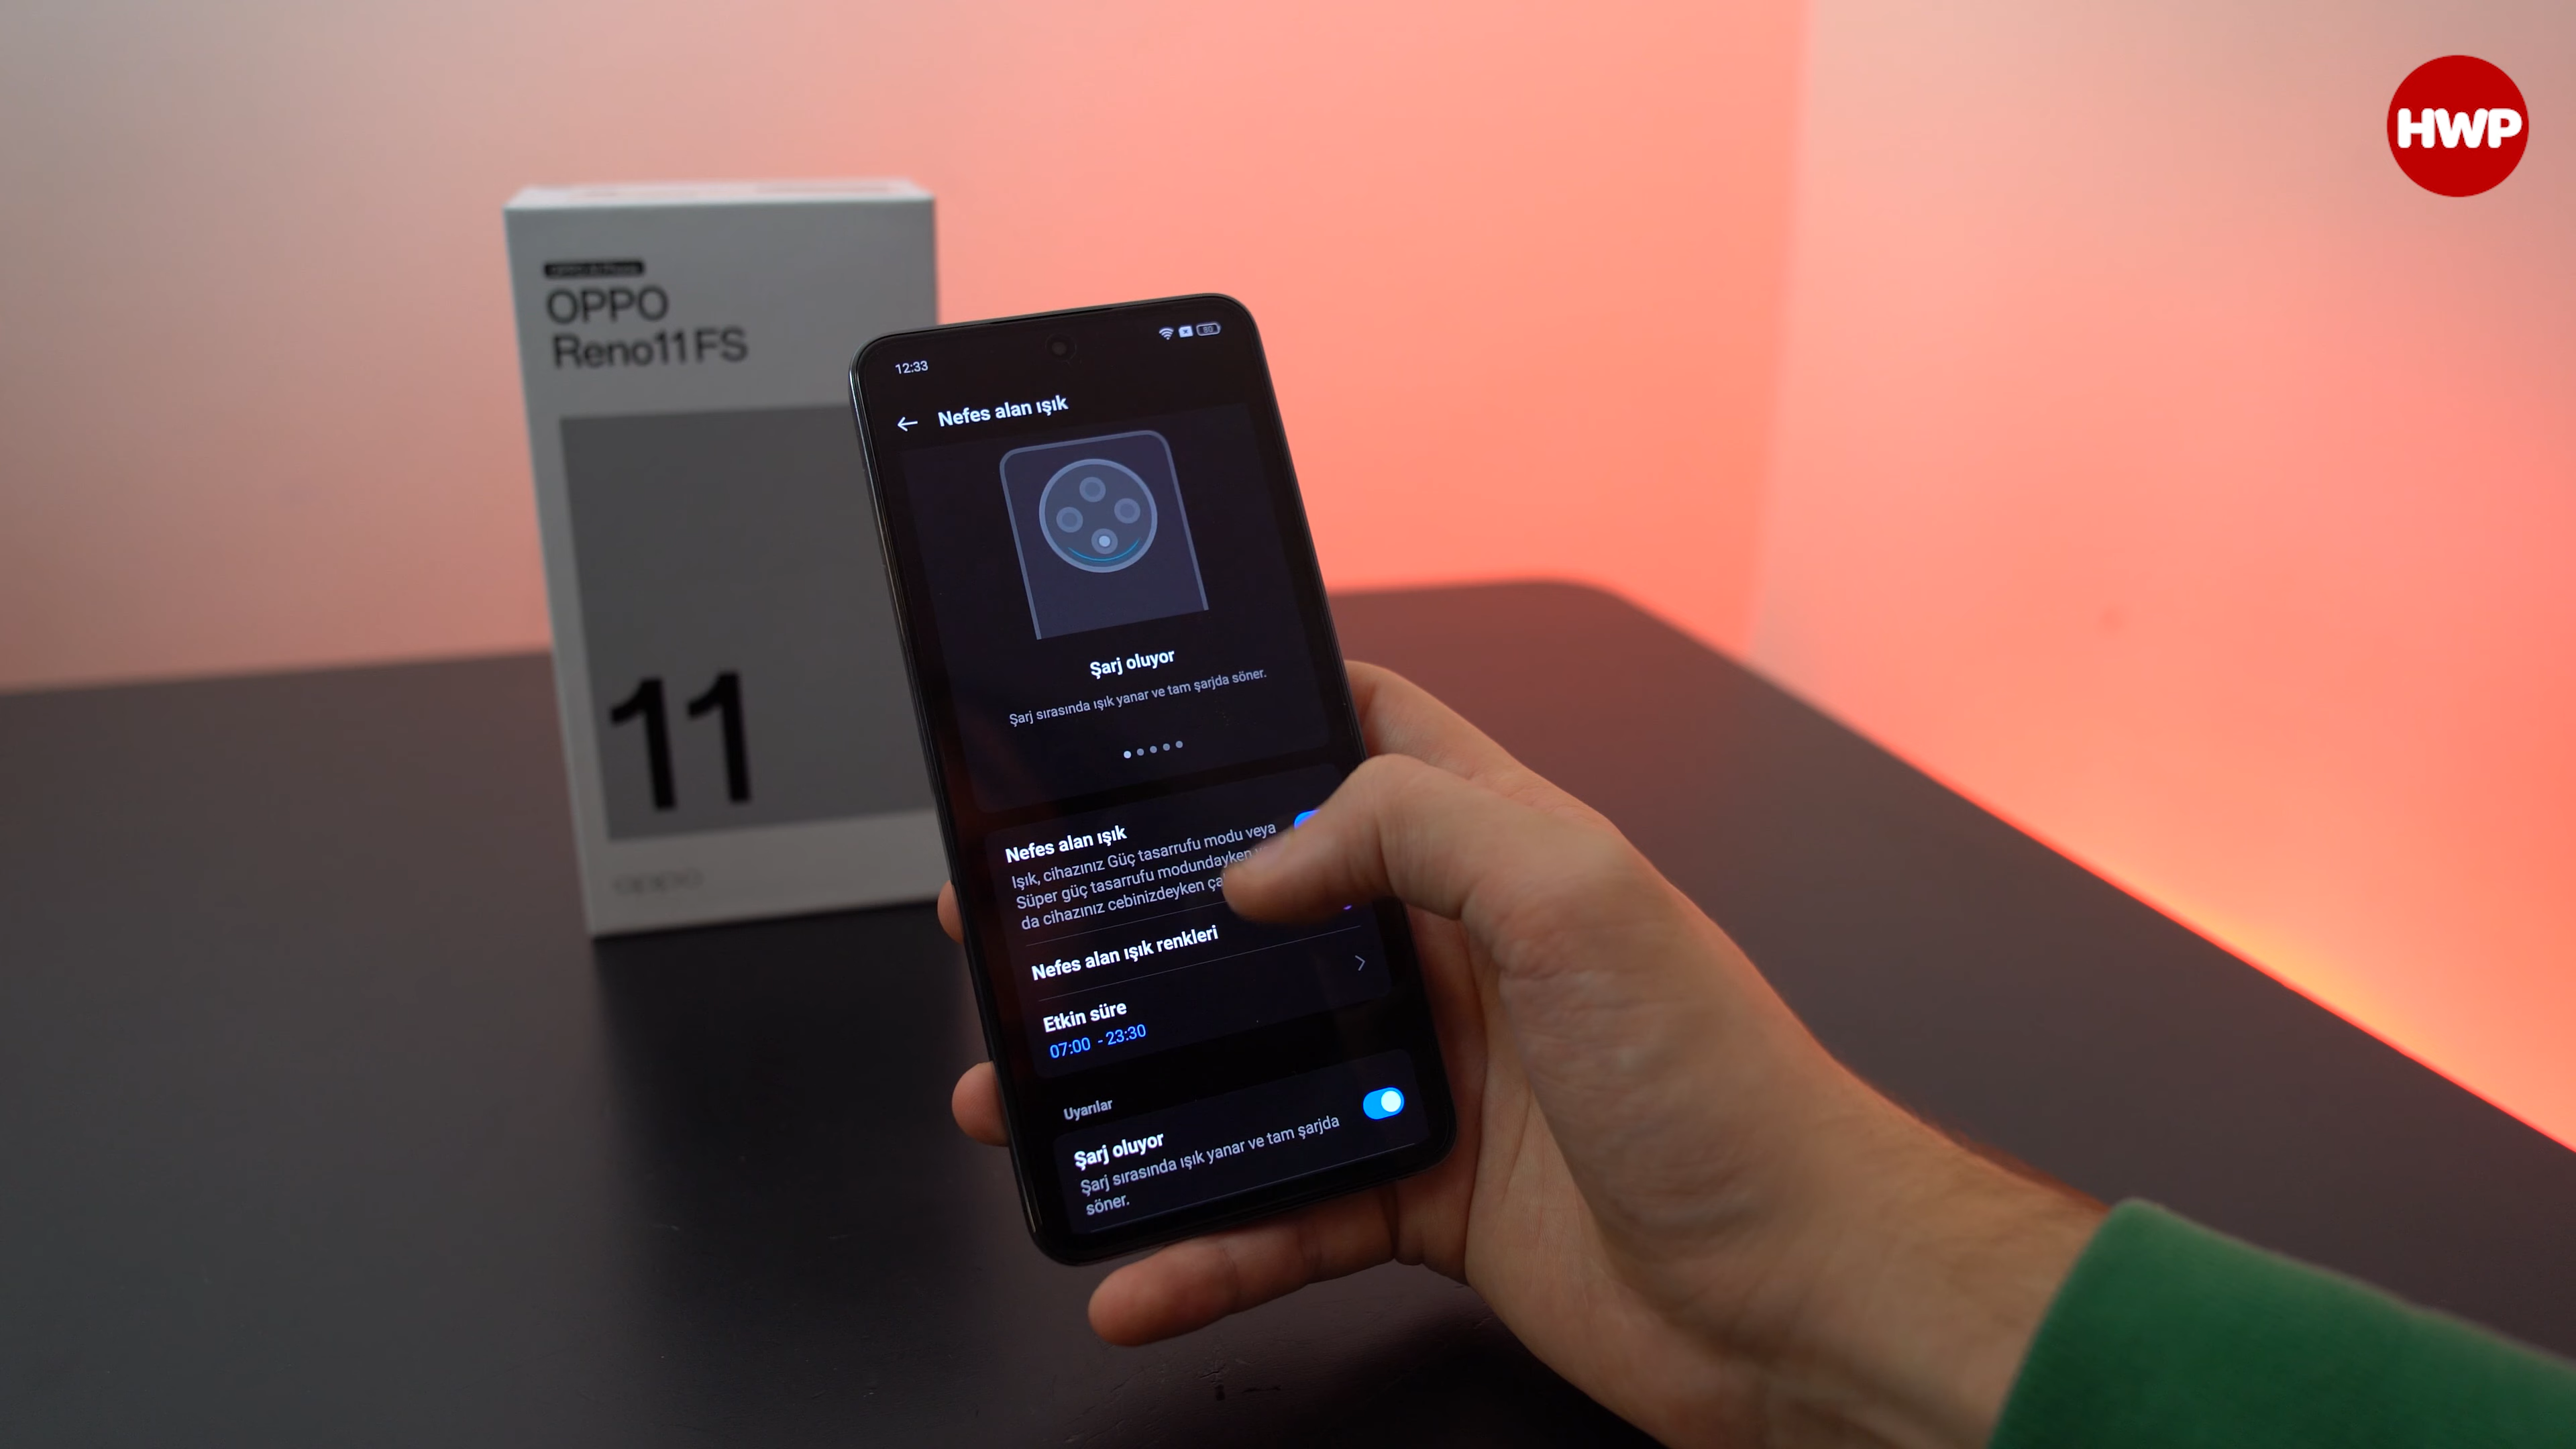 HWP
OPPO
Reno11 FS
11
oppo
12:33
80
Nefes alan ışık
Şarj oluyor
Şarj sırasında ışık yanar ve tam şarjda söner.
Nefes alan ışık
Işık, cihazınız Güç tasarrufu modu veya
Süper güç tasarrufu modundayken
da cihazınız cebinizdeyken
Nefes alan ışık renkleri
Etkin süre
07:00 - 23:30
Uyarılar
Şarj oluyor
Şarj sırasında ışık yanar ve tam şarjda
söner.